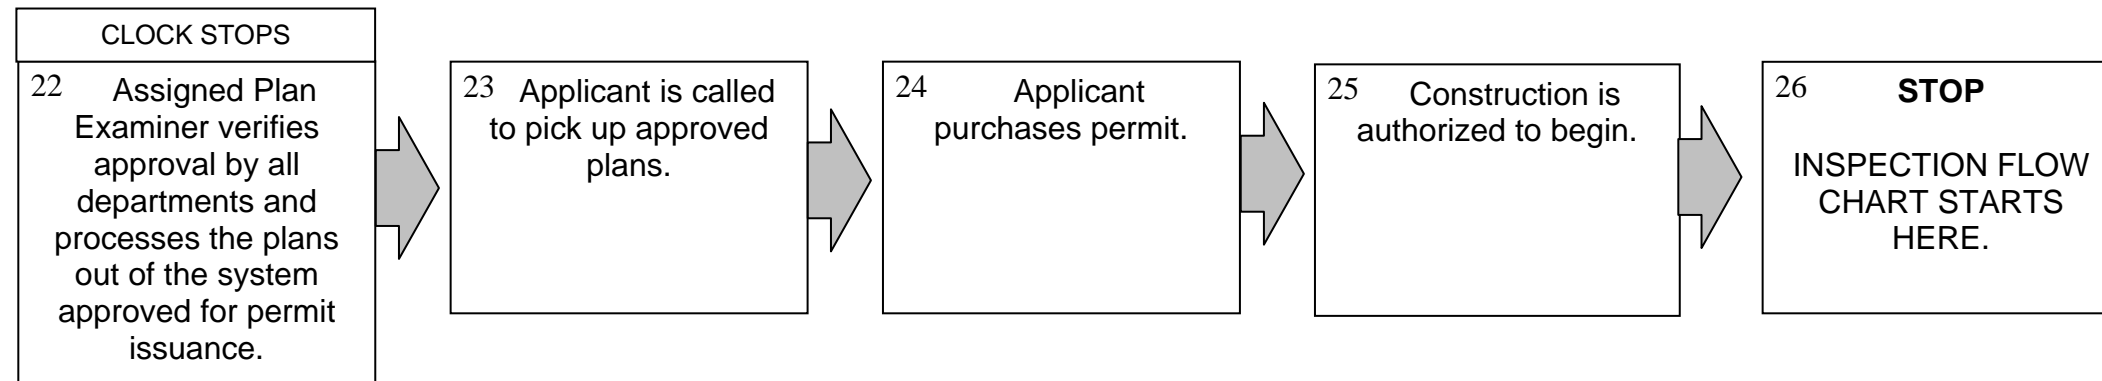 CLOCK STOPS
22 Assigned Plan
Examiner verifies
approval by all
departments and
processes the plans
out of the system
approved for permit
issuance.
23 Applicant is called
to pick up approved
plans.
24 Applicant
purchases permit.
25 Construction is
authorized to begin.
26 STOP
INSPECTION FLOW
CHART STARTS
HERE.